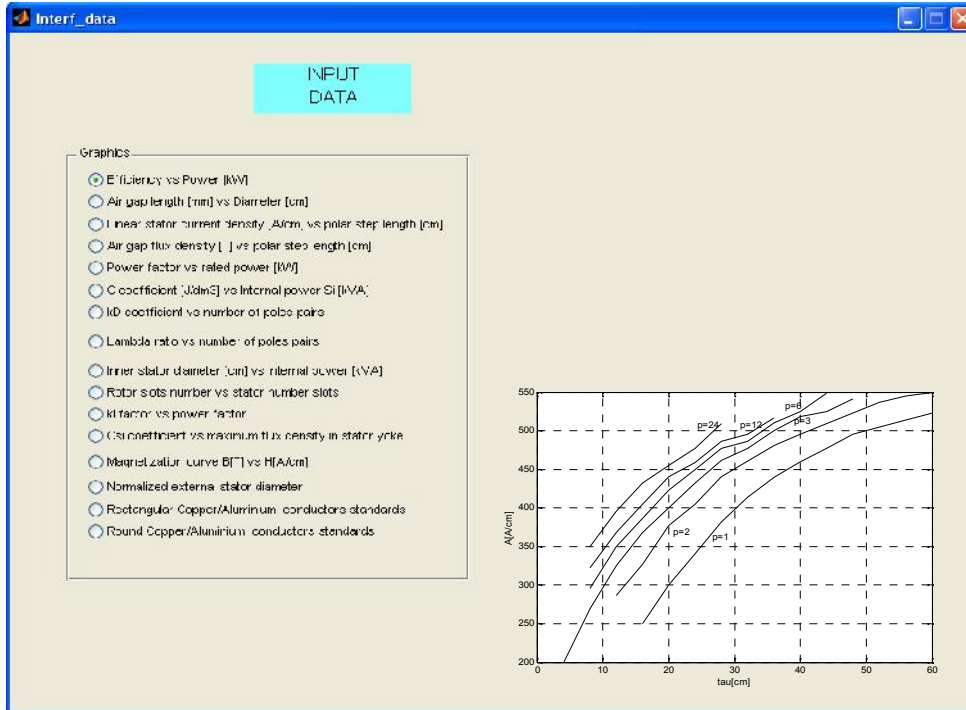 Interf_data
INPUT
DATA
Graphics
Efficiency vs Power [kW]
Air gap length [mm] vs Diameter [cm]
Linear stator current density [A/cm] vs polar step length [cm]
Air gap flux density [T] vs polar step length [cm]
Power factor vs rated power [kW]
C coefficient [J/dm3] vs Internal power Si [kVA]
kD coefficient vs number of poles pairs
Lambda ratio vs number of poles pairs
Inner stator diameter [cm] vs internal power [kVA]
Rotor slots number vs stator number slots
factor vs power factor
Csi coefficient vs maximum flux density in stator yoke
Magnetization curve B[T] vs H[A/cm]
Normalized external stator diameter
Rectangular Copper/Aluminium conductors standards
Round Copper/Aluminium conductors standards
550
500
450
400
350
300
250
200
A[A/cm]
p=24
p=12
p=6
p=3
p=2
p=1
0 10 20 30 40 50 60
tau[cm]